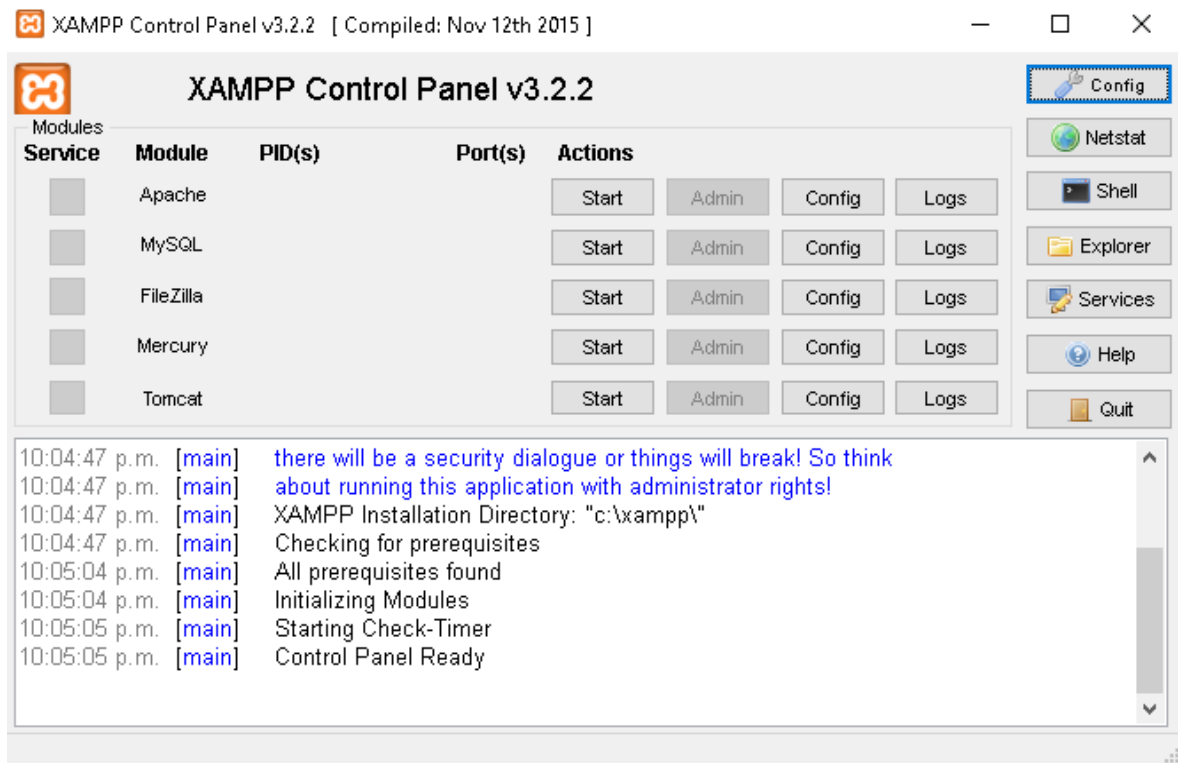 XAMPP Control Panel v3.2.2 [ Compiled: Nov 12th 2015 ]
XAMPP Control Panel v3.2.2
Config
Modules
Service Module PID(s) Port(s) Actions
Netstat
Apache Start Admin Config Logs
Shell
MySQL Start Admin Config Logs
Explorer
FileZilla Start Admin Config Logs
Services
Mercury Start Admin Config Logs
Help
Tomcat Start Admin Config Logs
Quit
10:04:47 p.m. [main] there will be a security dialogue or things will break! So think
10:04:47 p.m. [main] about running this application with administrator rights!
10:04:47 p.m. [main] XAMPP Installation Directory: "c:\xampp\"
10:04:47 p.m. [main] Checking for prerequisites
10:05:04 p.m. [main] All prerequisites found
10:05:04 p.m. [main] Initializing Modules
10:05:05 p.m. [main] Starting Check-Timer
10:05:05 p.m. [main] Control Panel Ready